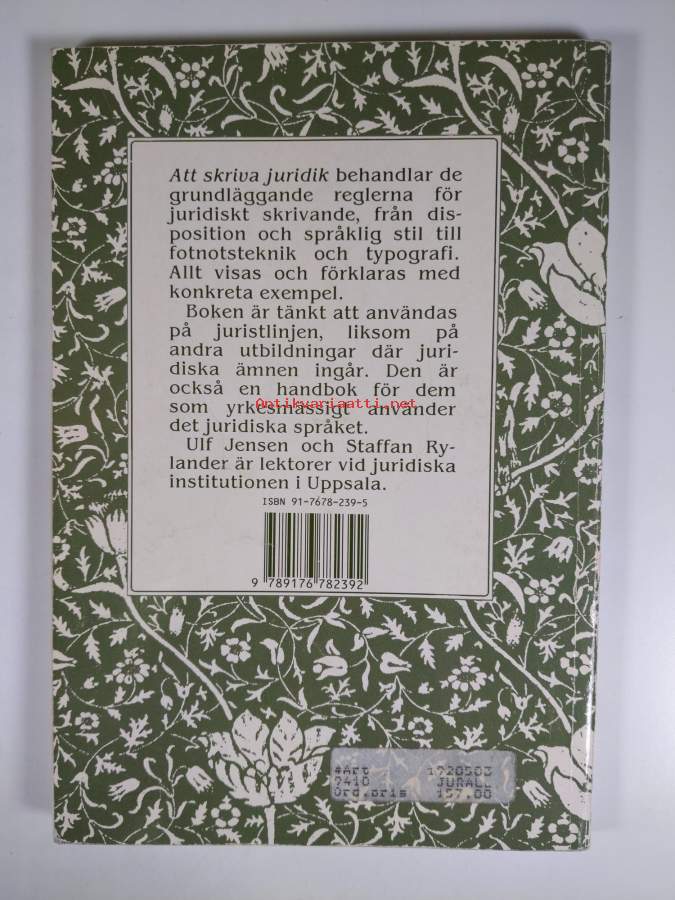 Att skriva juridik behandlar de
grundläggande reglerna för
juridiskt skrivande, från dis-
position och språklig stil till
fotnotsteknik och typografi.
Allt visas och förklaras med
konkreta exempel.
Boken är tänkt att användas
på juristlinjen, liksom på
andra utbildningar där juri-
diska ämnen ingår. Den är
också en handbok för dem
Antikvariaatti.net
som yrkesmässigt använder
det juridiska språket.
Ulf Jensen och Staffan Ry-
lander är lektorer vid juridiska
institutionen i Uppsala.
ISBN 91-7678-239-5
9 789176 782392
#Art 1920503
9410 JURALL
Ord.pris 157.00